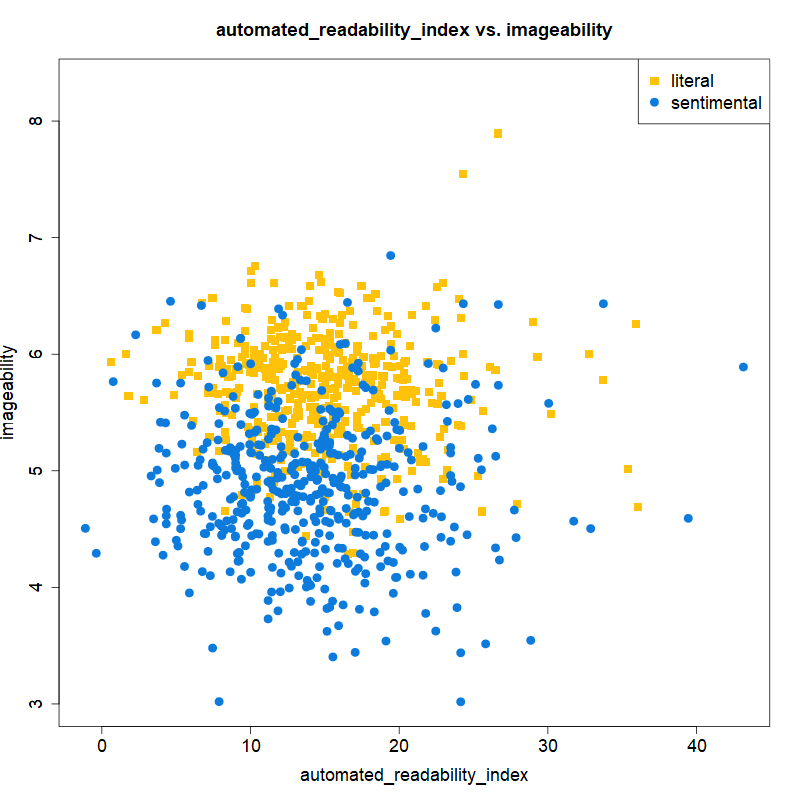 automated_readability_index vs. imageability
literal
sentimental
8
7
6
5
4
3
imageability
0 10 20 30 40
automated_readability_index